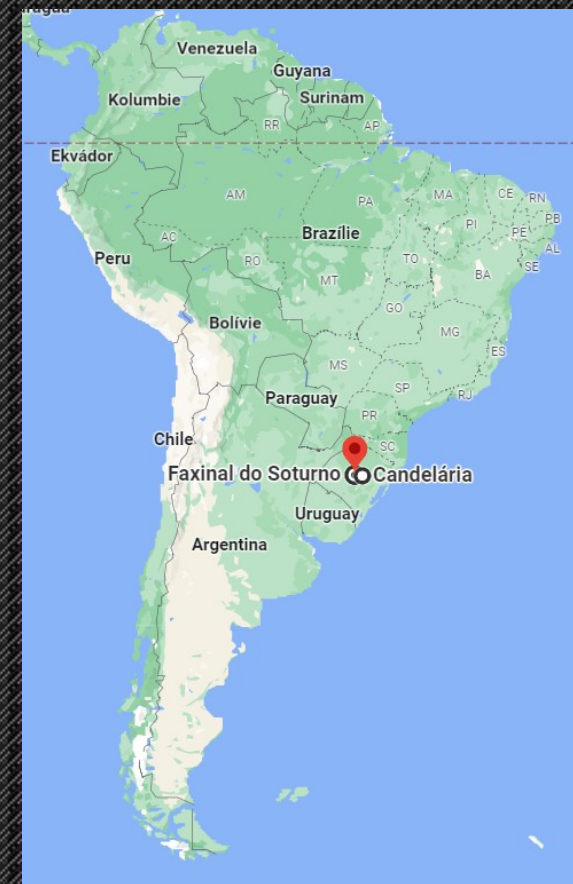 Venezuela
Guyana
Kolumbie
Surinam
RR
AP
Ekvádor
AM
PA
MA
CE
RN
PB
PI
PE
AL
AC
Brazílie
TO
SE
Peru
RO
BA
MT
GO
Bolívie
MG
ES
MS
SP
Paraguay
RJ
PR
Chile
SC
Faxinal do Soturno
Candelária
Uruguay
Argentina